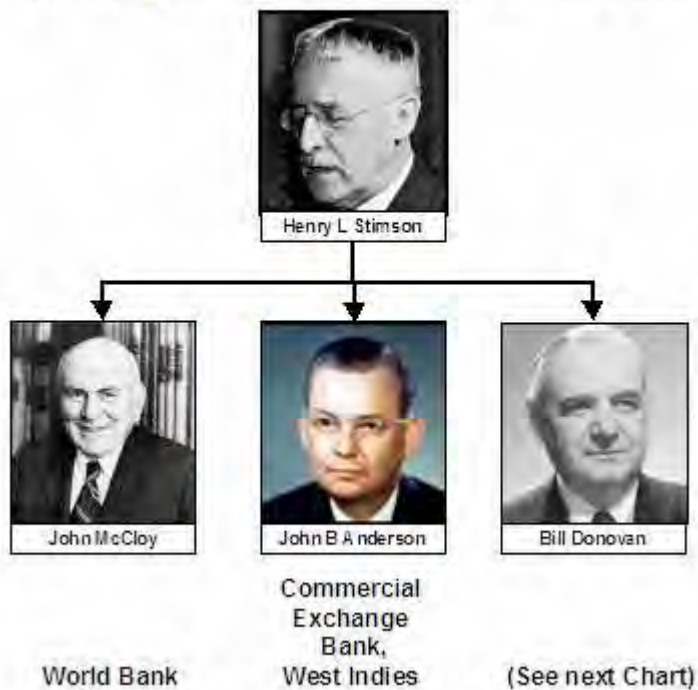 Henry L Stimson
John McCloy
John B Anderson
Bill Donovan
World Bank
Commercial
Exchange
Bank,
West Indies
(See next Chart)